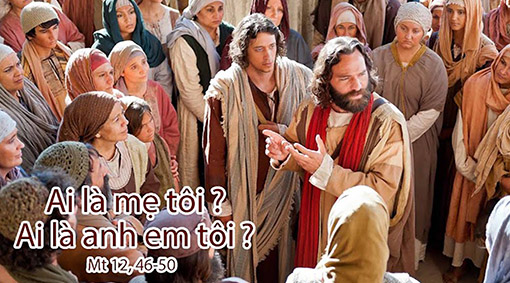 Ai là mẹ tôi ?
Ai là anh em tôi ?
Mt 12, 46-50